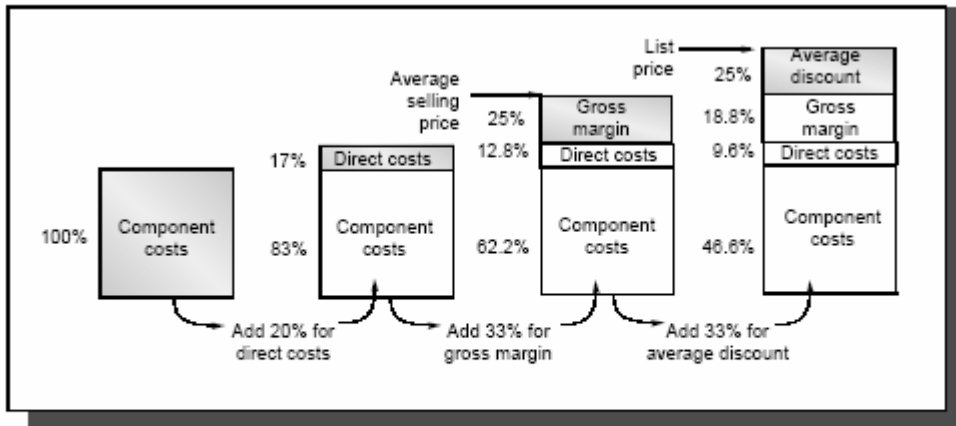 100%
Component
costs
Add 20% for
direct costs
17%
Direct costs
83%
Component
costs
Add 33% for
gross margin
Average
selling
price
25%
Gross
margin
12.8%
Direct costs
62.2%
Component
costs
Add 33% for
average discount
List
price
25%
Average
discount
18.8%
Gross
margin
9.6%
Direct costs
46.6%
Component
costs